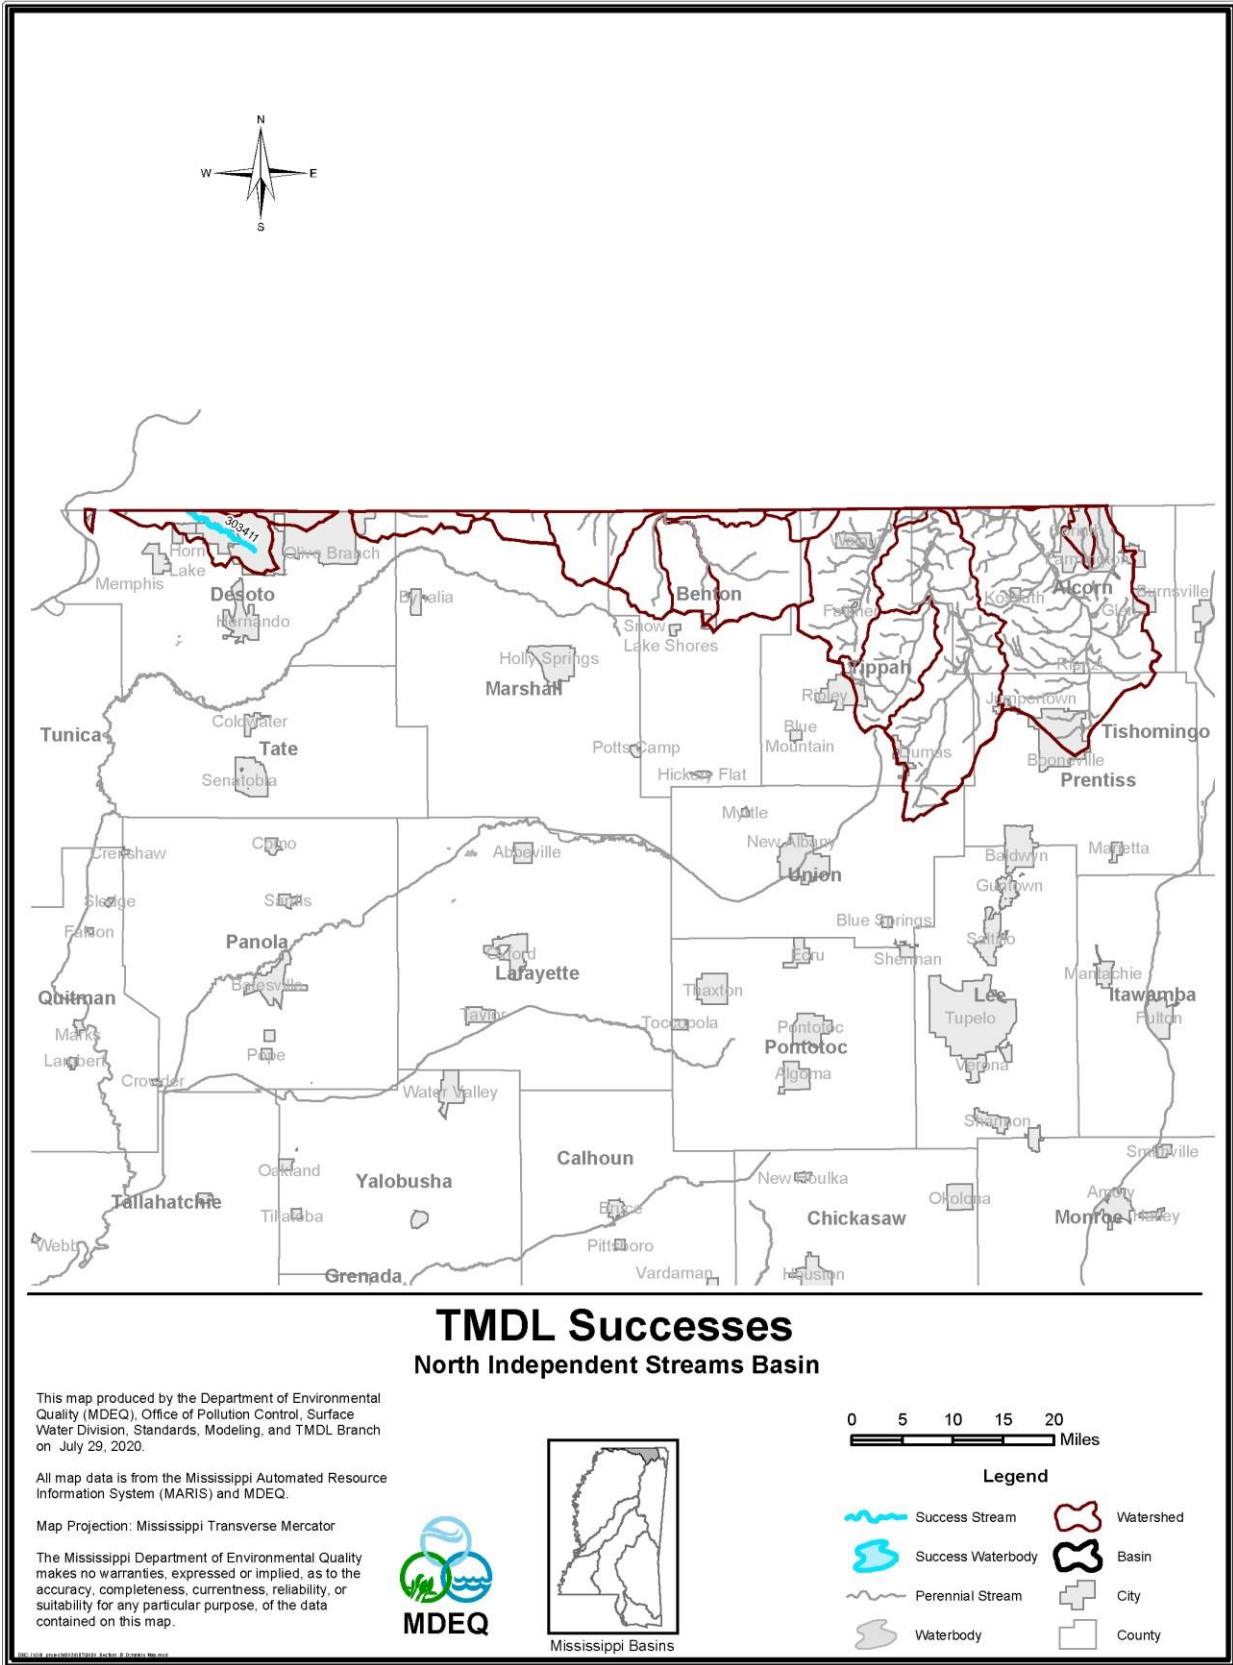 N
W E
S
303411
Horn
Lake
Olive Branch
Memphis
Desoto
Hernando
Byhalia
Benton
Snow
Lake Shores
Holly Springs
Marshall
Walnut
Falkner
Tippah
Ripley
Blue
Mountain
Dumas
Corinth
Farmington
Alcorn
Kossuth
Glen
Burnsville
Rienzi
Jumpertown
Tishomingo
Booneville
Prentiss
Tunica
Coldwater
Tate
Senatobia
Potts Camp
Hickory Flat
Myrtle
New Albany
Union
Baldwyn
Marietta
Guntown
Crenshaw
Como
Abbeville
Sledge
Sardis
Falcon
Blue Springs
Saltillo
Panola
Oxford
Lafayette
Ecru
Sherman
Mantachie
Batesville
Quitman
Thaxton
Lee
Itawamba
Tupelo
Fulton
Taylor
Toccopola
Pontotoc
Pontotoc
Marks
Lambert
Pope
Algoma
Verona
Crowder
Water Valley
Shannon
Calhoun
Smithville
Oakland
Yalobusha
New Houlka
Okolona
Amory
Tallahatchie
Tillatoba
Bruce
Chickasaw
Monroe
Hatley
Webb
Pittsboro
Grenada
Vardaman
Houston
TMDL Successes
North Independent Streams Basin
This map produced by the Department of Environmental
Quality (MDEQ), Office of Pollution Control, Surface
Water Division, Standards, Modeling, and TMDL Branch
on July 29, 2020.
All map data is from the Mississippi Automated Resource
Information System (MARIS) and MDEQ.
Map Projection: Mississippi Transverse Mercator
The Mississippi Department of Environmental Quality
makes no warranties, expressed or implied, as to the
accuracy, completeness, currentness, reliability, or
suitability for any particular purpose, of the data
contained on this map.
MDEQ
Mississippi Basins
0 5 10 15 20
Miles
Legend
Success Stream
Watershed
Success Waterbody
Basin
Perennial Stream
City
Waterbody
County